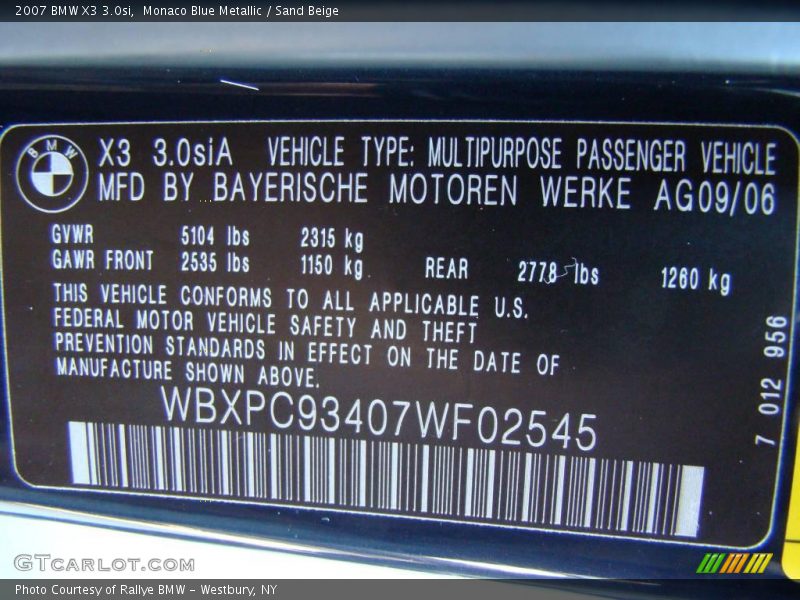 2007 BMW X3 3.0si, Monaco Blue Metallic / Sand Beige
BMW
X3 3.0siA VEHICLE TYPE: MULTIPURPOSE PASSENGER VEHICLE
MFD BY BAYERISCHE MOTOREN WERKE AG09/06
GVWR 5104 lbs 2315 kg
GAWR FRONT 2535 lbs 1150 kg REAR 2778 lbs 1260 kg
THIS VEHICLE CONFORMS TO ALL APPLICABLE U.S.
FEDERAL MOTOR VEHICLE SAFETY AND THEFT
PREVENTION STANDARDS IN EFFECT ON THE DATE OF
MANUFACTURE SHOWN ABOVE.
WBXPC93407WF02545
7 012 956
GTCARLOT.COM
Photo Courtesy of Rallye BMW - Westbury, NY